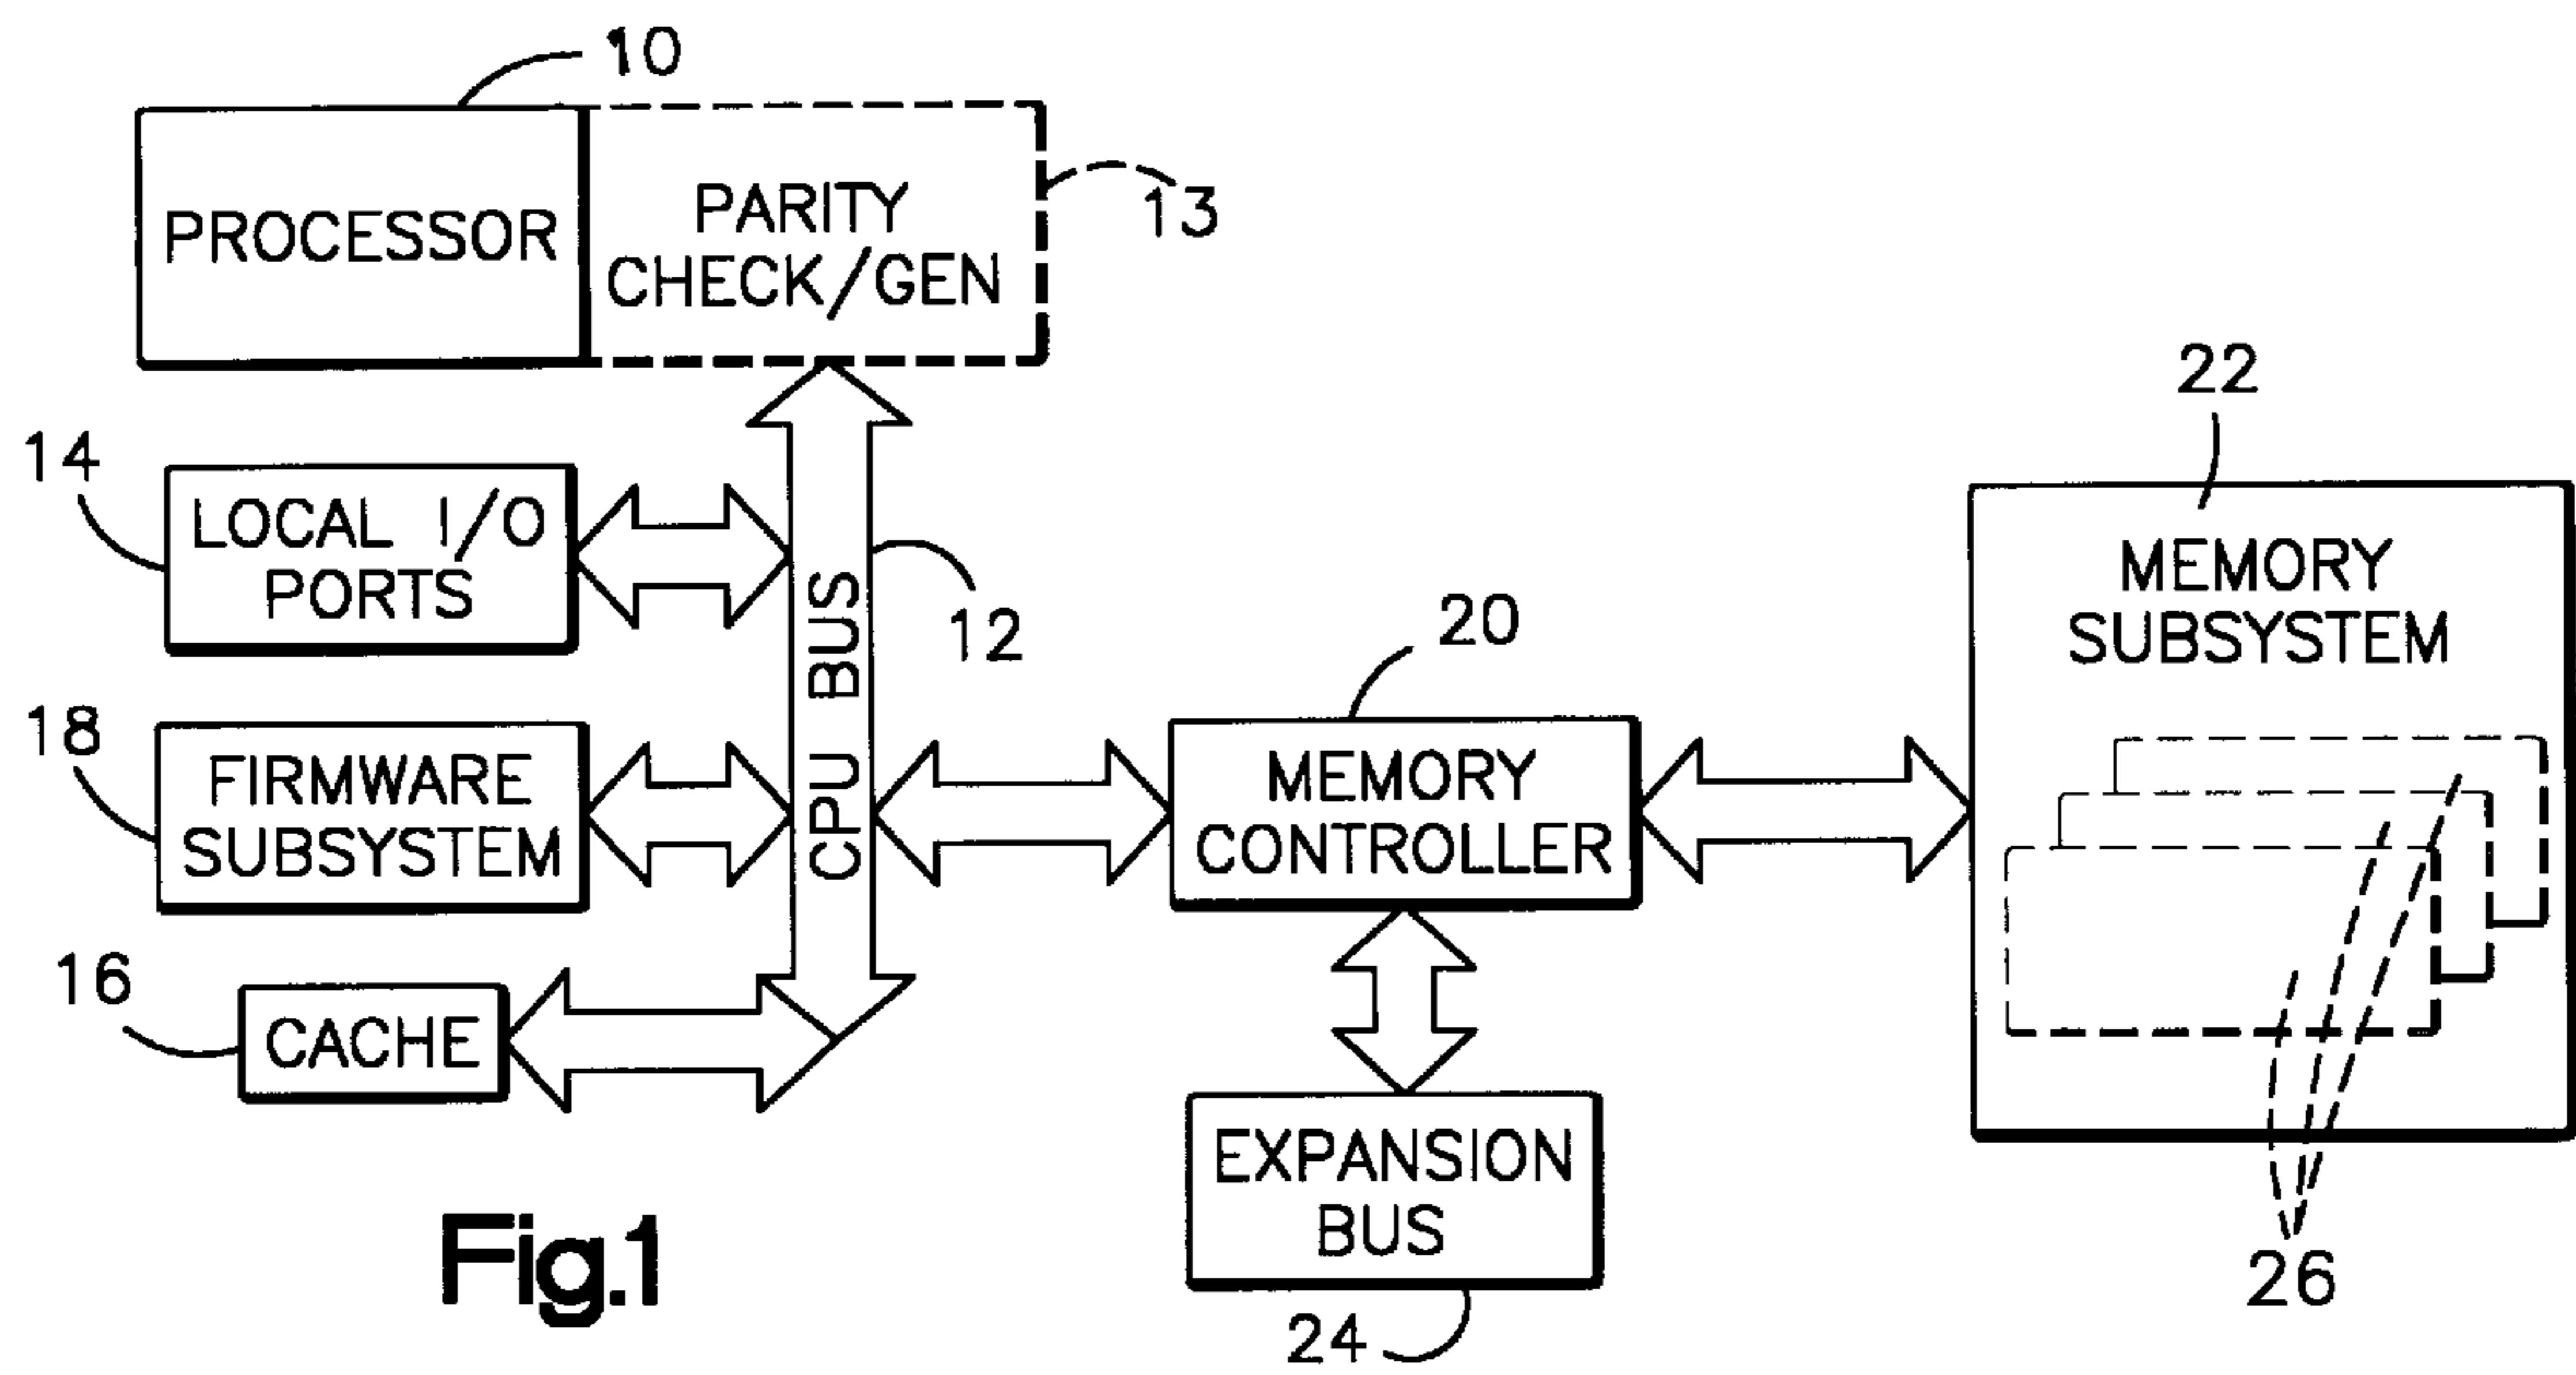 10
PROCESSOR
PARITY
CHECK/GEN
13
14
LOCAL I/O
PORTS
12
CPU BUS
18
FIRMWARE
SUBSYSTEM
16
CACHE
20
MEMORY
CONTROLLER
22
MEMORY
SUBSYSTEM
EXPANSION
BUS
24
26
Fig.1